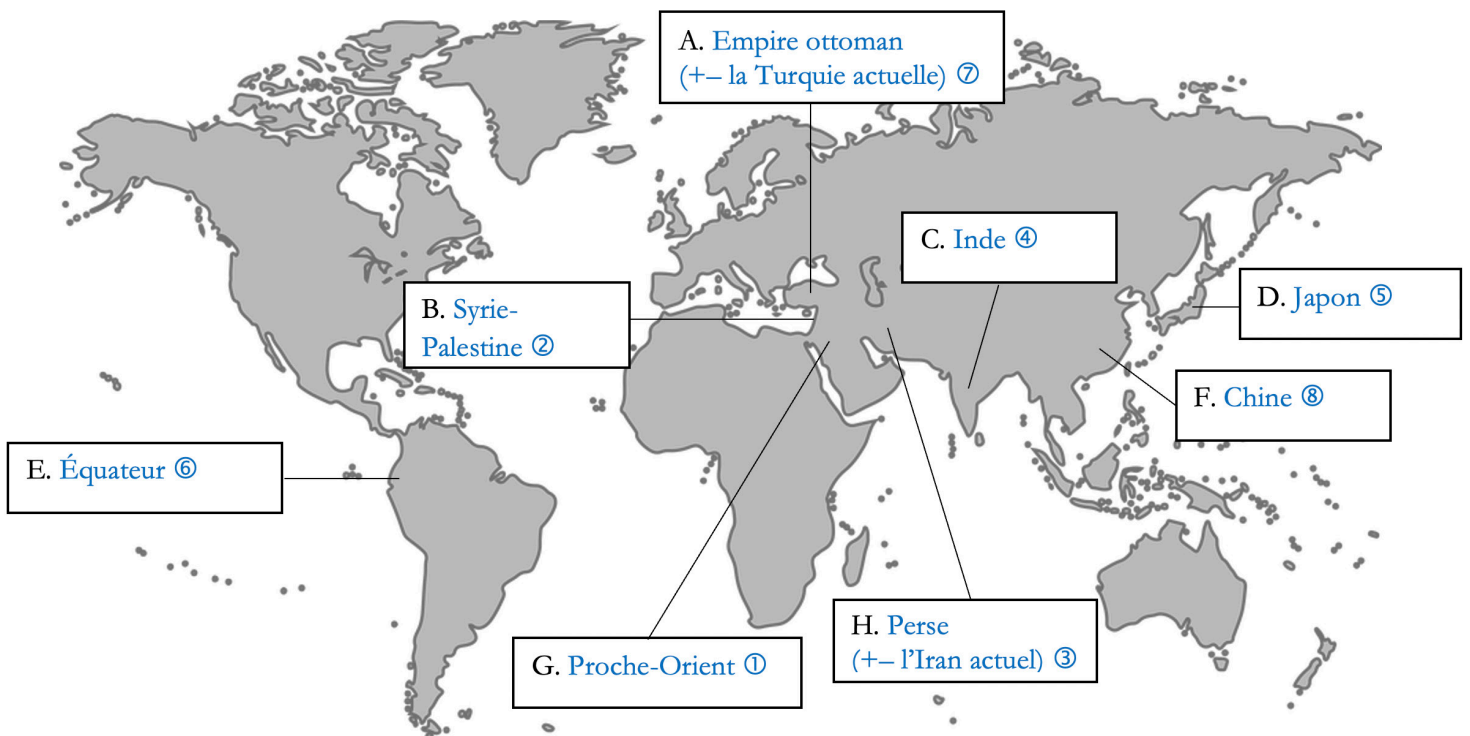 A. Empire ottoman
(+– la Turquie actuelle) ⑦
C. Inde ④
B. Syrie-
Palestine ②
D. Japon ⑤
F. Chine ⑧
E. Équateur ⑥
H. Perse
(+– l’Iran actuel) ③
G. Proche-Orient ①